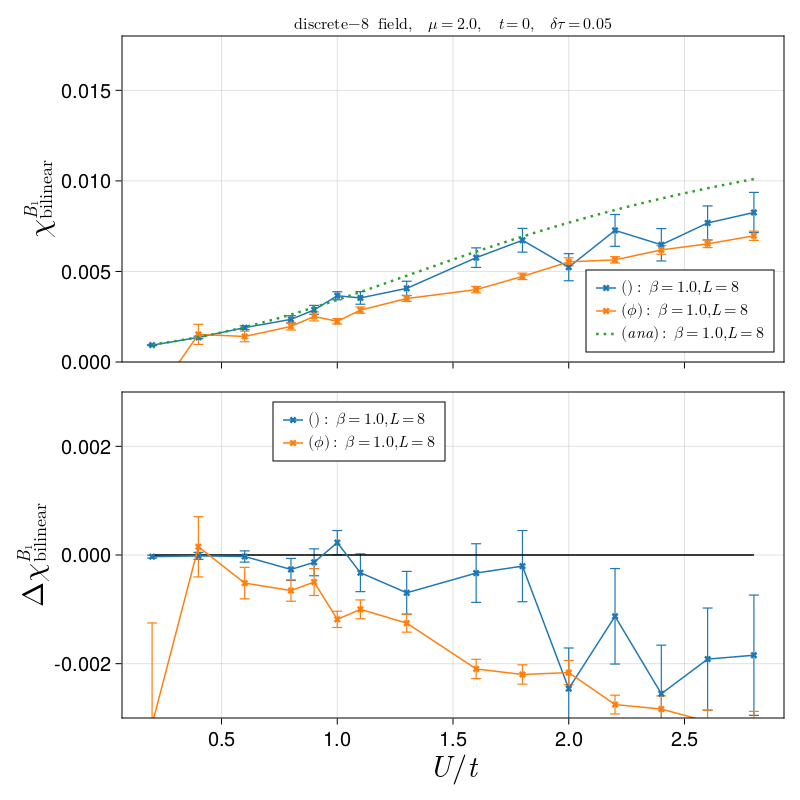 discrete−8 field, μ = 2.0, t = 0, δτ = 0.05
χ^{B_1}_{bilinear}
0.015
0.010
0.005
0.000
() : β = 1.0, L = 8
(ϕ) : β = 1.0, L = 8
(ana) : β = 1.0, L = 8
Δχ^{B_1}_{bilinear}
0.002
0.000
-0.002
() : β = 1.0, L = 8
(ϕ) : β = 1.0, L = 8
0.5 1.0 1.5 2.0 2.5
U/t